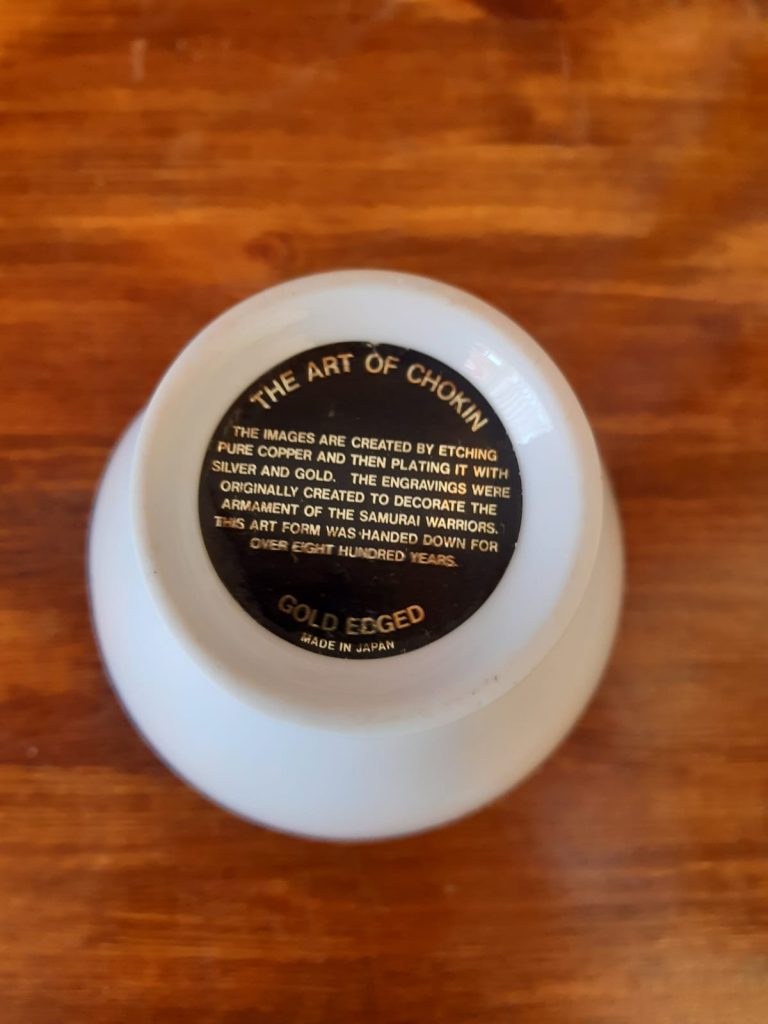 THE ART OF CHOKIN
THE IMAGES ARE CREATED BY ETCHING
PURE COPPER AND THEN PLATING IT WITH
SILVER AND GOLD. THE ENGRAVINGS WERE
ORIGINALLY CREATED TO DECORATE THE
ARMAMENT OF THE SAMURAI WARRIORS.
THIS ART FORM WAS HANDED DOWN FOR
OVER EIGHT HUNDRED YEARS.
GOLD EDGED
MADE IN JAPAN